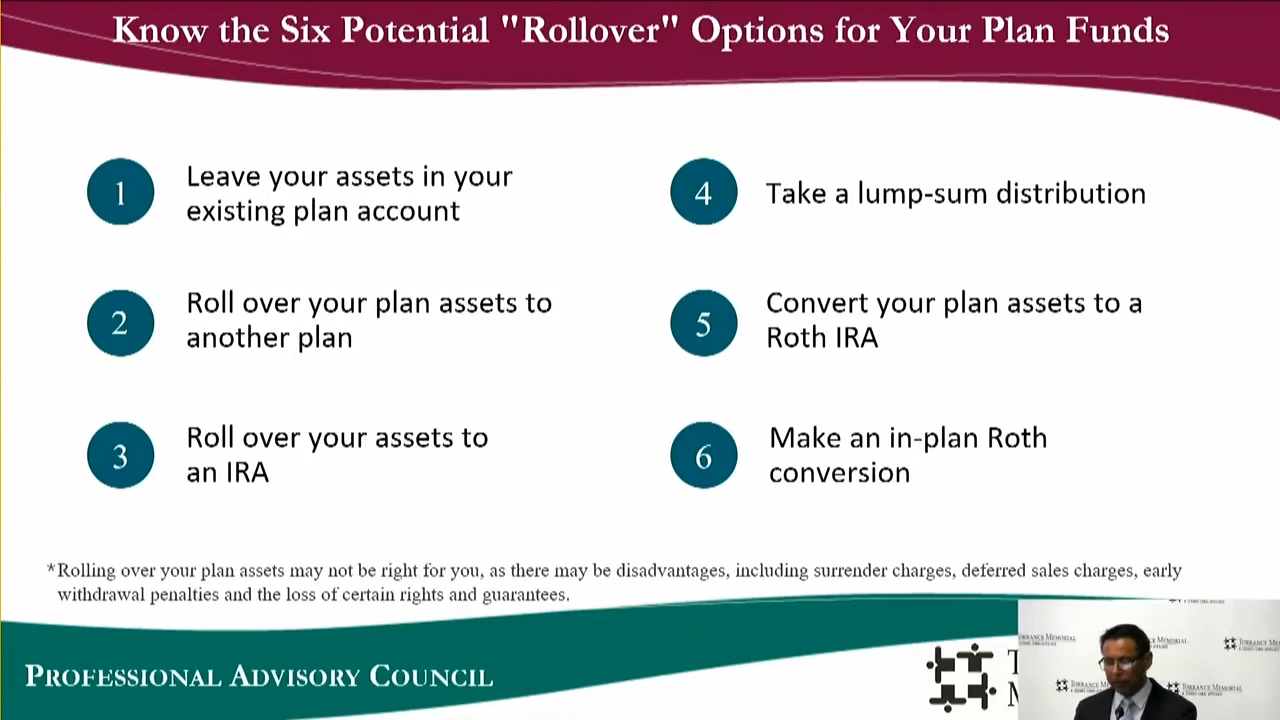 Know the Six Potential "Rollover" Options for Your Plan Funds
1
Leave your assets in your
existing plan account
2
Roll over your plan assets to
another plan
3
Roll over your assets to
an IRA
4
Take a lump-sum distribution
5
Convert your plan assets to a
Roth IRA
6
Make an in-plan Roth
conversion
*Rolling over your plan assets may not be right for you, as there may be disadvantages, including surrender charges, deferred sales charges, early
withdrawal penalties and the loss of certain rights and guarantees.
PROFESSIONAL ADVISORY COUNCIL
T
M
TORRANCE MEMORIAL